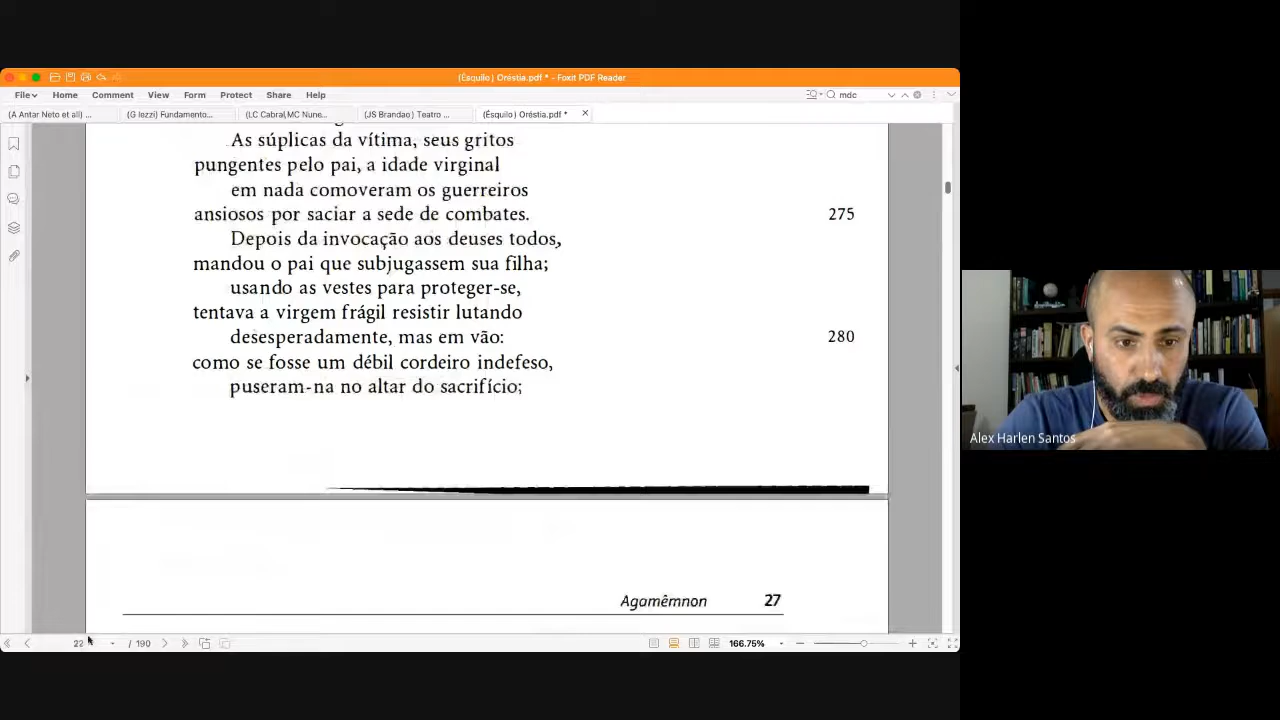 (Ésquilo) Oréstia.pdf * - Foxit PDF Reader
File Home Comment View Form Protect Share Help
mdc
(A Antar Neto et all) ...
(G Iezzi) Fundamento...
(LC Cabral,MC Nune...
(JS Brandao) Teatro ...
(Ésquilo) Oréstia.pdf *
As súplicas da vítima, seus gritos
pungentes pelo pai, a idade virginal
em nada comoveram os guerreiros
ansiosos por saciar a sede de combates. 275
Depois da invocação aos deuses todos,
mandou o pai que subjugassem sua filha;
usando as vestes para proteger-se,
tentava a virgem frágil resistir lutando
desesperadamente, mas em vão: 280
como se fosse um débil cordeiro indefeso,
puseram-na no altar do sacrifício;
Agamêmnon 27
22 / 190
166.75%
Alex Harlen Santos